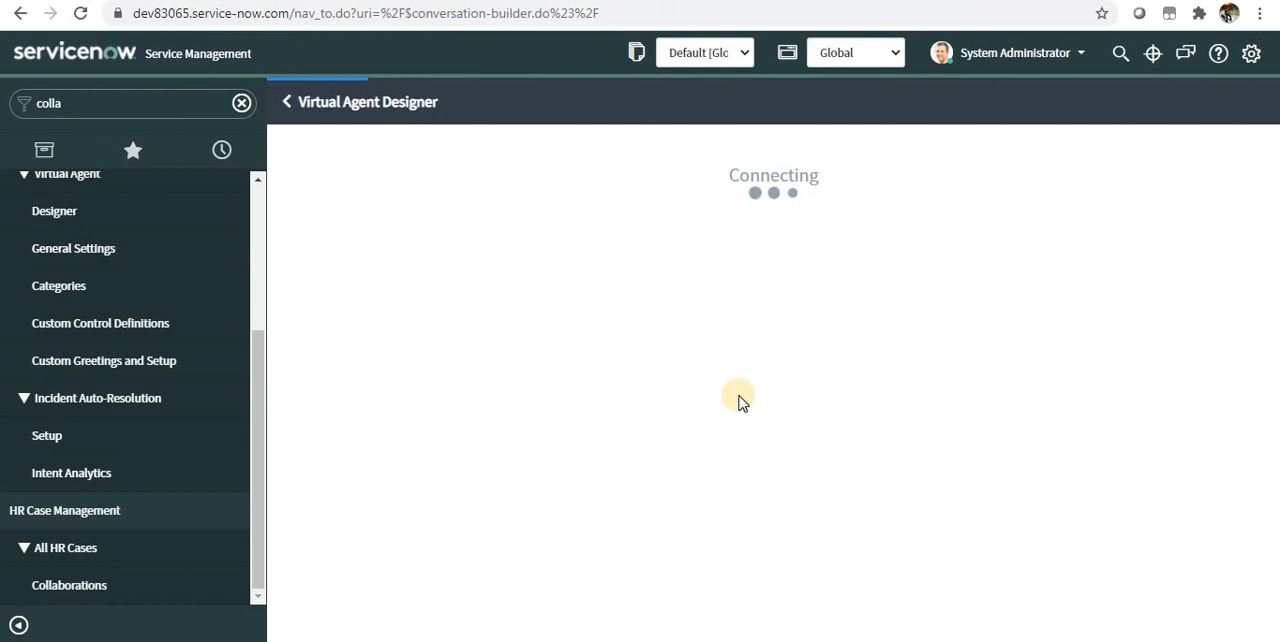 dev83065.service-now.com/nav_to.do?uri=%2F$conversation-builder.do%23%2F
servicenow Service Management
Default [Glo
Global
System Administrator
colla
Virtual Agent Designer
Connecting
Virtual Agent
Designer
General Settings
Categories
Custom Control Definitions
Custom Greetings and Setup
Incident Auto-Resolution
Setup
Intent Analytics
HR Case Management
All HR Cases
Collaborations